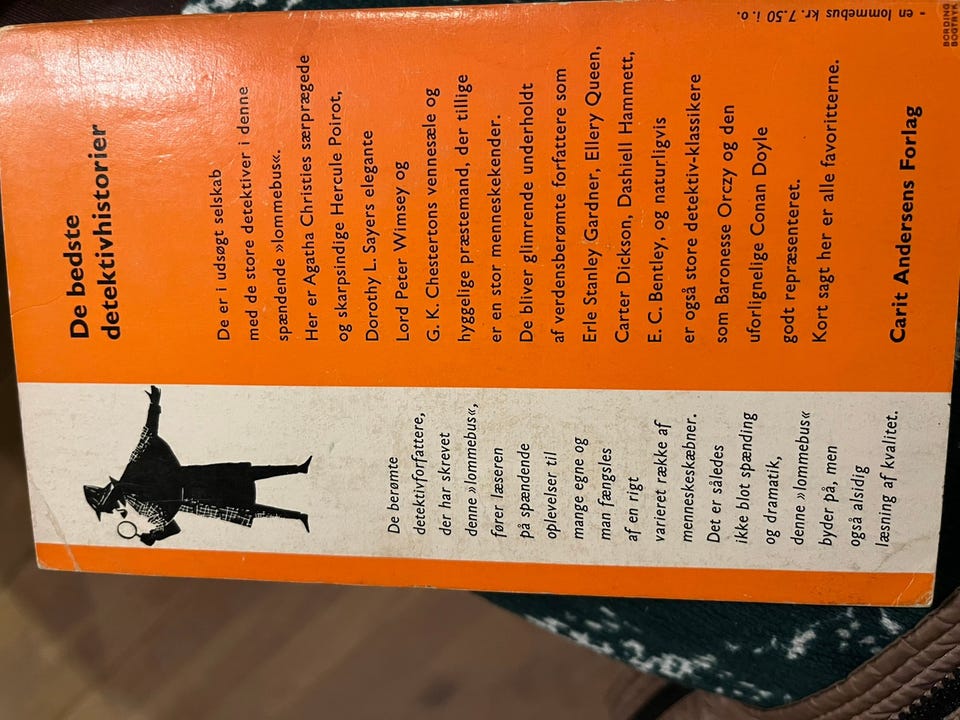 De bedste
detektivhistorier
De er i udsøgt selskab
med de store detektiver i denne
spændende »lommebus«.
Her er Agatha Christies særprægede
og skarpsindige Hercule Poirot,
Dorothy L. Sayers elegante
Lord Peter Wimsey og
G. K. Chestertons vennesæle og
hyggelige præstemand, der tillige
er en stor menneskekender.
De bliver glimrende underholdt
af verdensberømte forfattere som
Erle Stanley Gardner, Ellery Queen,
Carter Dickson, Dashiell Hammett,
E. C. Bentley, og naturligvis
er også store detektiv-klassikere
som Baronesse Orczy og den
uforlignelige Conan Doyle
godt repræsenteret.
Kort sagt her er alle favoritterne.
Carit Andersens Forlag
De berømte
detektivforfattere,
der har skrevet
denne »lommebus«,
fører læseren
på spændende
oplevelser til
mange egne og
man fængsles
af en rigt
varieret række af
menneskeskæbner.
Det er således
ikke blot spænding
og dramatik,
denne »lommebus«
byder på, men
også alsidig
læsning af kvalitet.
- en lommebus kr. 7.50 i. o.
BORDING
BOGTRYK